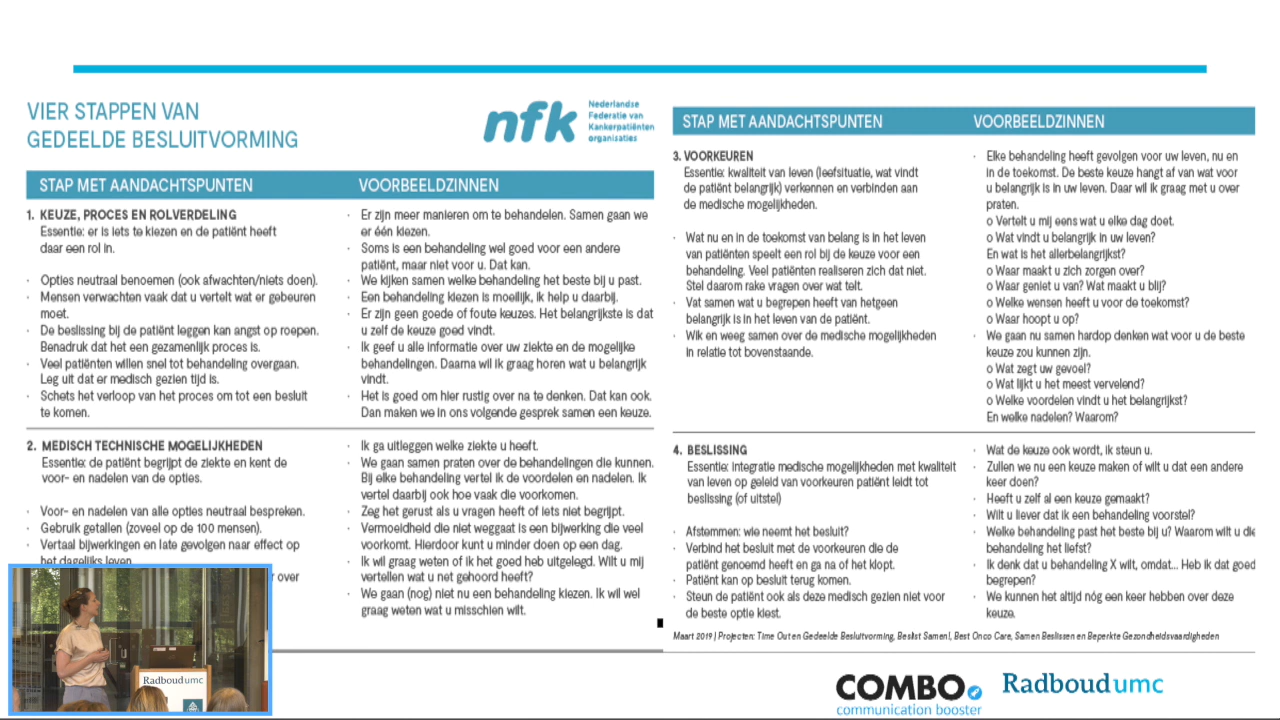 VIER STAPPEN VAN
GEDEELDE BESLUITVORMING
nfk
Nederlandse
Federatie van
Kankerpatiënten
organisaties
STAP MET AANDACHTSPUNTEN
VOORBEELDZINNEN
1. KEUZE, PROCES EN ROLVERDELING
Essentie: er is iets te kiezen en de patiënt heeft
daar een rol in.
· Opties neutraal benoemen (ook afwachten/niets doen).
· Mensen verwachten vaak dat u vertelt wat er gebeuren
moet.
· De beslissing bij de patiënt leggen kan angst op roepen.
Benadruk dat het een gezamenlijk proces is.
· Veel patiënten willen snel tot behandeling overgaan.
Leg uit dat er medisch gezien tijd is.
· Schets het verloop van het proces om tot een besluit
te komen.
· Er zijn meer manieren om te behandelen. Samen gaan we
er één kiezen.
· Soms is een behandeling wel goed voor een andere
patiënt, maar niet voor u. Dat kan.
· We kijken samen welke behandeling het beste bij u past.
· Een behandeling kiezen is moeilijk, ik help u daarbij.
· Er zijn geen goede of foute keuzes. Het belangrijkste is dat
u zelf de keuze goed vindt.
· Ik geef u alle informatie over uw ziekte en de mogelijke
behandelingen. Daarna wil ik graag horen wat u belangrijk
vindt.
· Het is goed om hier rustig over na te denken. Dat kan ook.
Dan maken we in ons volgende gesprek samen een keuze.
2. MEDISCH TECHNISCHE MOGELIJKHEDEN
Essentie: de patiënt begrijpt de ziekte en kent de
voor- en nadelen van de opties.
· Voor- en nadelen van alle opties neutraal bespreken.
· Gebruik getallen (zoveel op de 100 mensen).
· Vertaal bijwerkingen en late gevolgen naar effect op
het dagelijks leven.
over
· Ik ga uitleggen welke ziekte u heeft.
· We gaan samen praten over de behandelingen die kunnen.
Bij elke behandeling vertel ik de voordelen en nadelen. Ik
vertel daarbij ook hoe vaak die voorkomen.
· Zeg het gerust als u vragen heeft of iets niet begrijpt.
· Vermoeidheid die niet weggaat is een bijwerking die veel
voorkomt. Hierdoor kunt u minder doen op een dag.
· Ik wil graag weten of ik het goed heb uitgelegd. Wilt u mij
vertellen wat u net gehoord heeft?
· We gaan (nog) niet nu een behandeling kiezen. Ik wil wel
graag weten wat u misschien wilt.
STAP MET AANDACHTSPUNTEN
VOORBEELDZINNEN
3. VOORKEUREN
Essentie: kwaliteit van leven (leefsituatie, wat vindt
de patiënt belangrijk) verkennen en verbinden aan
de medische mogelijkheden.
· Wat nu en in de toekomst van belang is in het leven
van patiënten speelt een rol bij de keuze voor een
behandeling. Veel patiënten realiseren zich dat niet.
Stel daarom rake vragen over wat telt.
· Vat samen wat u begrepen heeft van hetgeen
belangrijk is in het leven van de patiënt.
· Wik en weeg samen over de medische mogelijkheden
in relatie tot bovenstaande.
· Elke behandeling heeft gevolgen voor uw leven, nu en
in de toekomst. De beste keuze hangt af van wat voor
u belangrijk is in uw leven. Daar wil ik graag met u over
praten.
o Vertelt u mij eens wat u elke dag doet.
o Wat vindt u belangrijk in uw leven?
En wat is het allerbelangrijkst?
o Waar maakt u zich zorgen over?
o Waar geniet u van? Wat maakt u blij?
o Welke wensen heeft u voor de toekomst?
o Waar hoopt u op?
· We gaan nu samen hardop denken wat voor u de beste
keuze zou kunnen zijn.
o Wat zegt uw gevoel?
o Wat lijkt u het meest vervelend?
o Welke voordelen vindt u het belangrijkst?
En welke nadelen? Waarom?
4. BESLISSING
Essentie: Integratie medische mogelijkheden met kwaliteit
van leven op geleid van voorkeuren patiënt leidt tot
beslissing (of uitstel)
· Afstemmen: wie neemt het besluit?
· Verbind het besluit met de voorkeuren die de
patiënt genoemd heeft en ga na of het klopt.
· Patiënt kan op besluit terug komen.
· Steun de patiënt ook als deze medisch gezien niet voor
de beste optie kiest.
· Wat de keuze ook wordt, ik steun u.
· Zullen we nu een keuze maken of wilt u dat een andere
keer doen?
· Heeft u zelf al een keuze gemaakt?
· Wilt u liever dat ik een behandeling voorstel?
· Welke behandeling past het beste bij u? Waarom wilt u die
behandeling het liefst?
· Ik denk dat u behandeling X wilt, omdat... Heb ik dat goed
begrepen?
· We kunnen het altijd nóg een keer hebben over deze
keuze.
Maart 2019 | Projecten: Time Out en Gedeelde Besluitvorming, Beslist Samen!, Best Onco Care, Samen Beslissen en Beperkte Gezondheidsvaardigheden
Radboudumc
COMBO
communication booster
Radboudumc